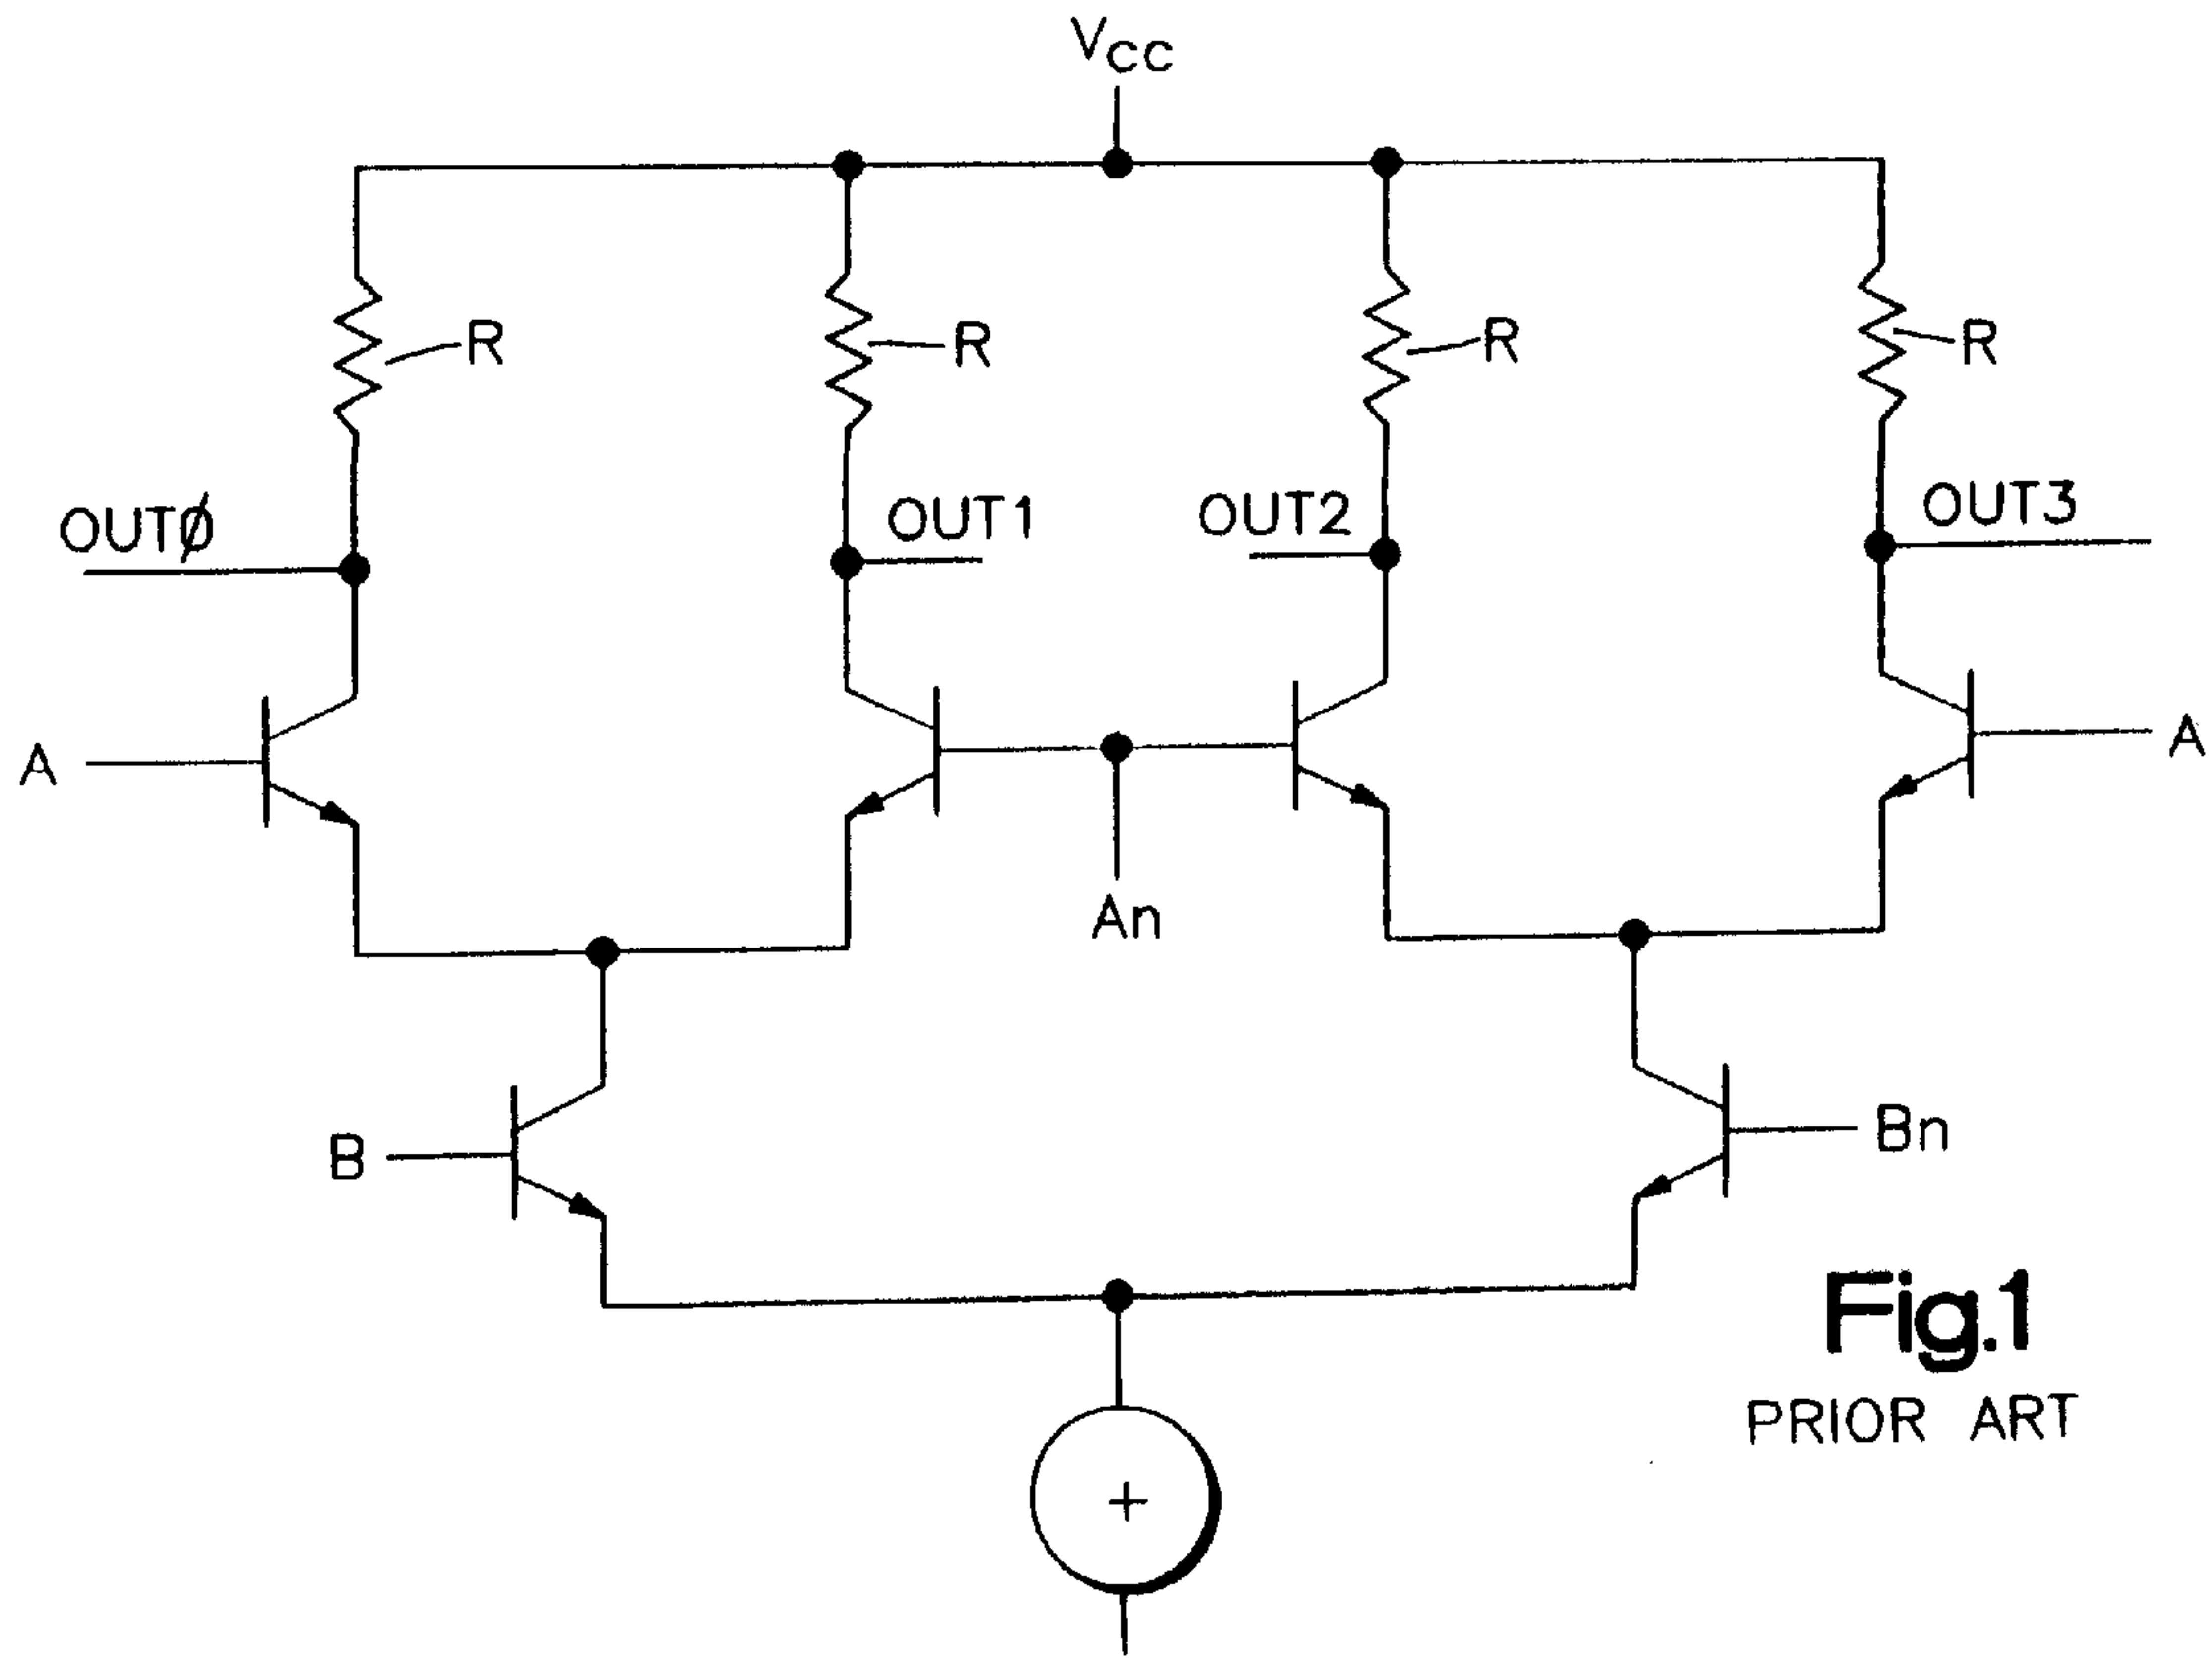 VCC
R R R R
OUTØ OUT1 OUT2 OUT3
A A
An
B Bn
+
Fig.1
PRIOR ART